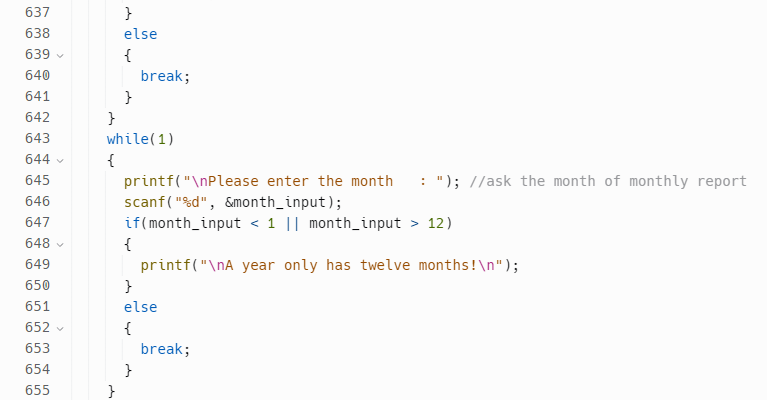 637 }
638 else
639 {
640 break;
641 }
642 }
643 while(1)
644 {
645 printf("\nPlease enter the month   : "); //ask the month of monthly report
646 scanf("%d", &month_input);
647 if(month_input < 1 || month_input > 12)
648 {
649 printf("\nA year only has twelve months!\n");
650 }
651 else
652 {
653 break;
654 }
655 }